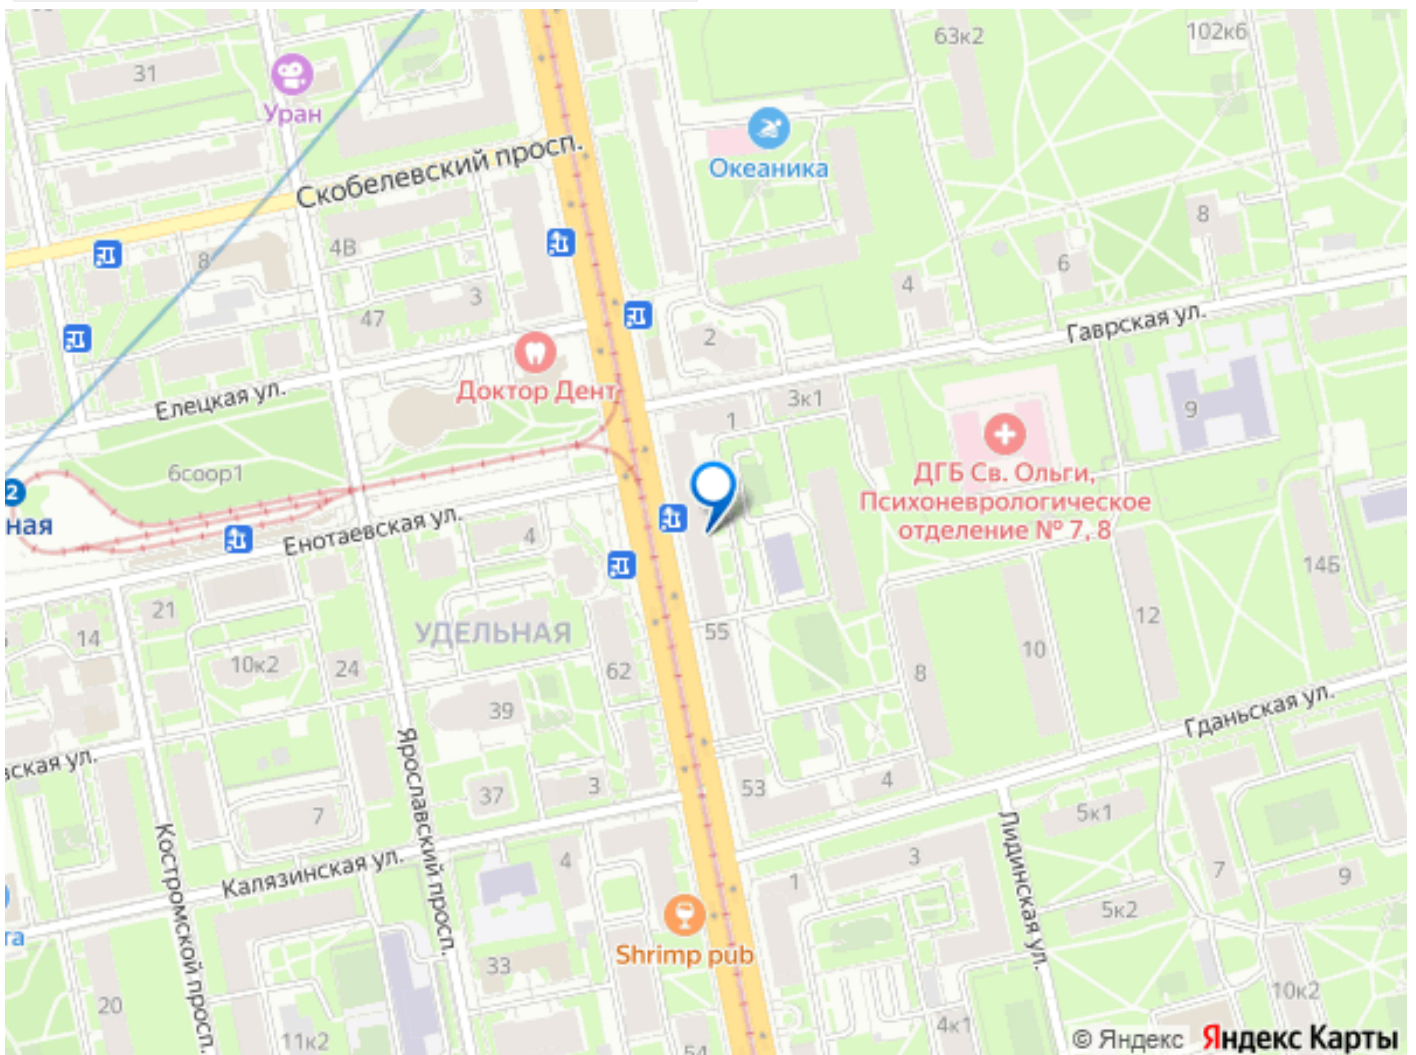 31
Уран
63к2
102к6
Скобелевский просп.
Океаника
8
4В
8
6
4
3
47
2
Гаврская ул.
Доктор Дент
Елецкая ул.
1
3к1
9
6соор1
ДГБ Св. Ольги,
Психоневрологическое
отделение № 7, 8
2
ная
Енотаевская ул.
4
14Б
21
14
УДЕЛЬНАЯ
55
12
10к2
24
62
10
8
39
Гданьская ул.
вская ул.
Ярославский просп.
37
3
53
4
7
5к1
Лидинская ул.
Костромской просп.
Калязинская ул.
4
3
1
7
9
5к2
та
Shrimp pub
33
20
10к2
11к2
54
4к1
© Яндекс Яндекс Карты